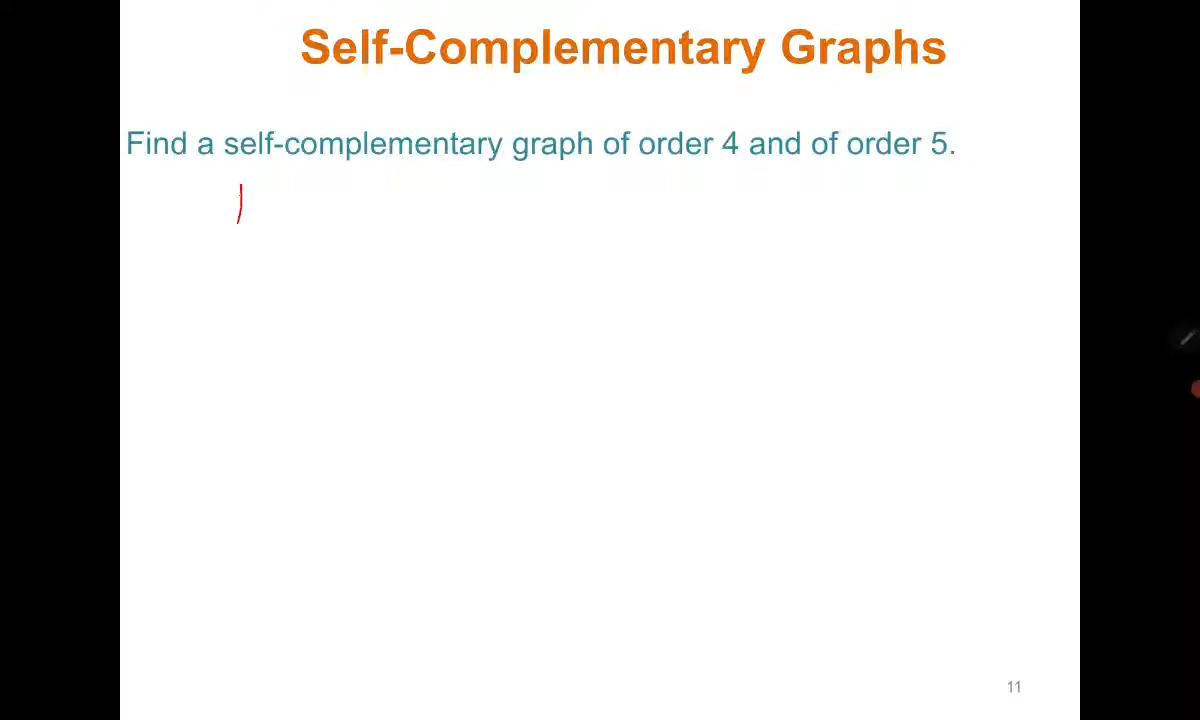 Self-Complementary Graphs
Find a self-complementary graph of order 4 and of order 5.
11